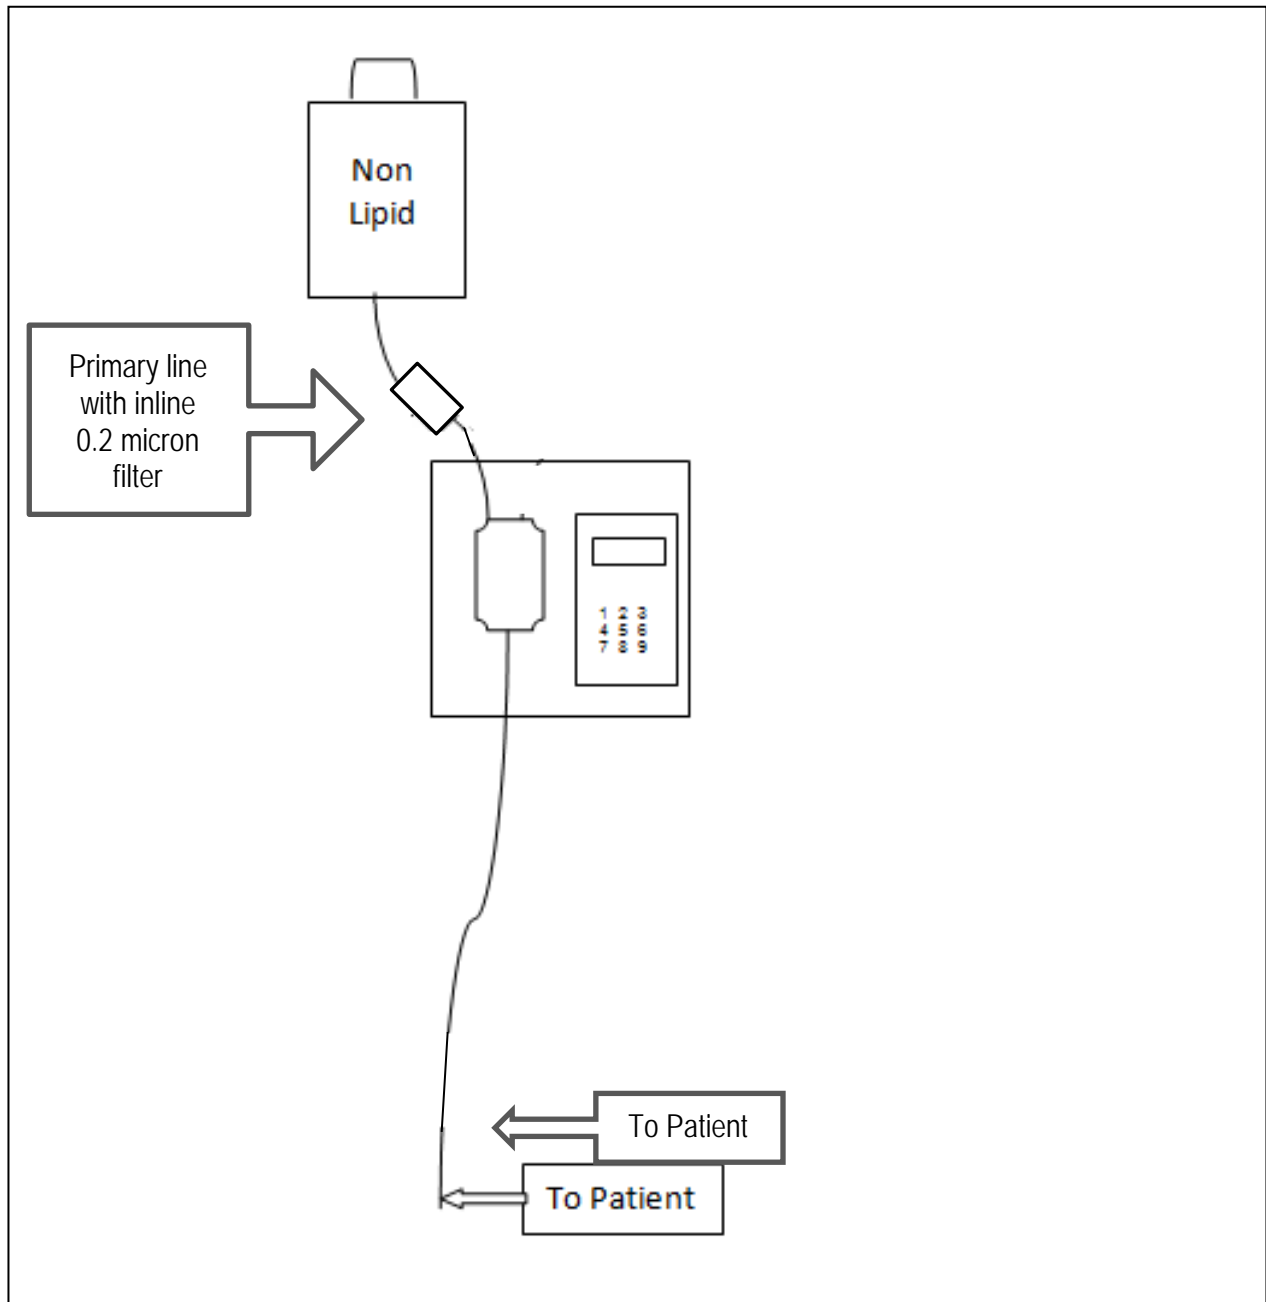 Non
Lipid
Primary line
with inline
0.2 micron
filter
1 2 3
4 5 6
7 8 9
To Patient
To Patient